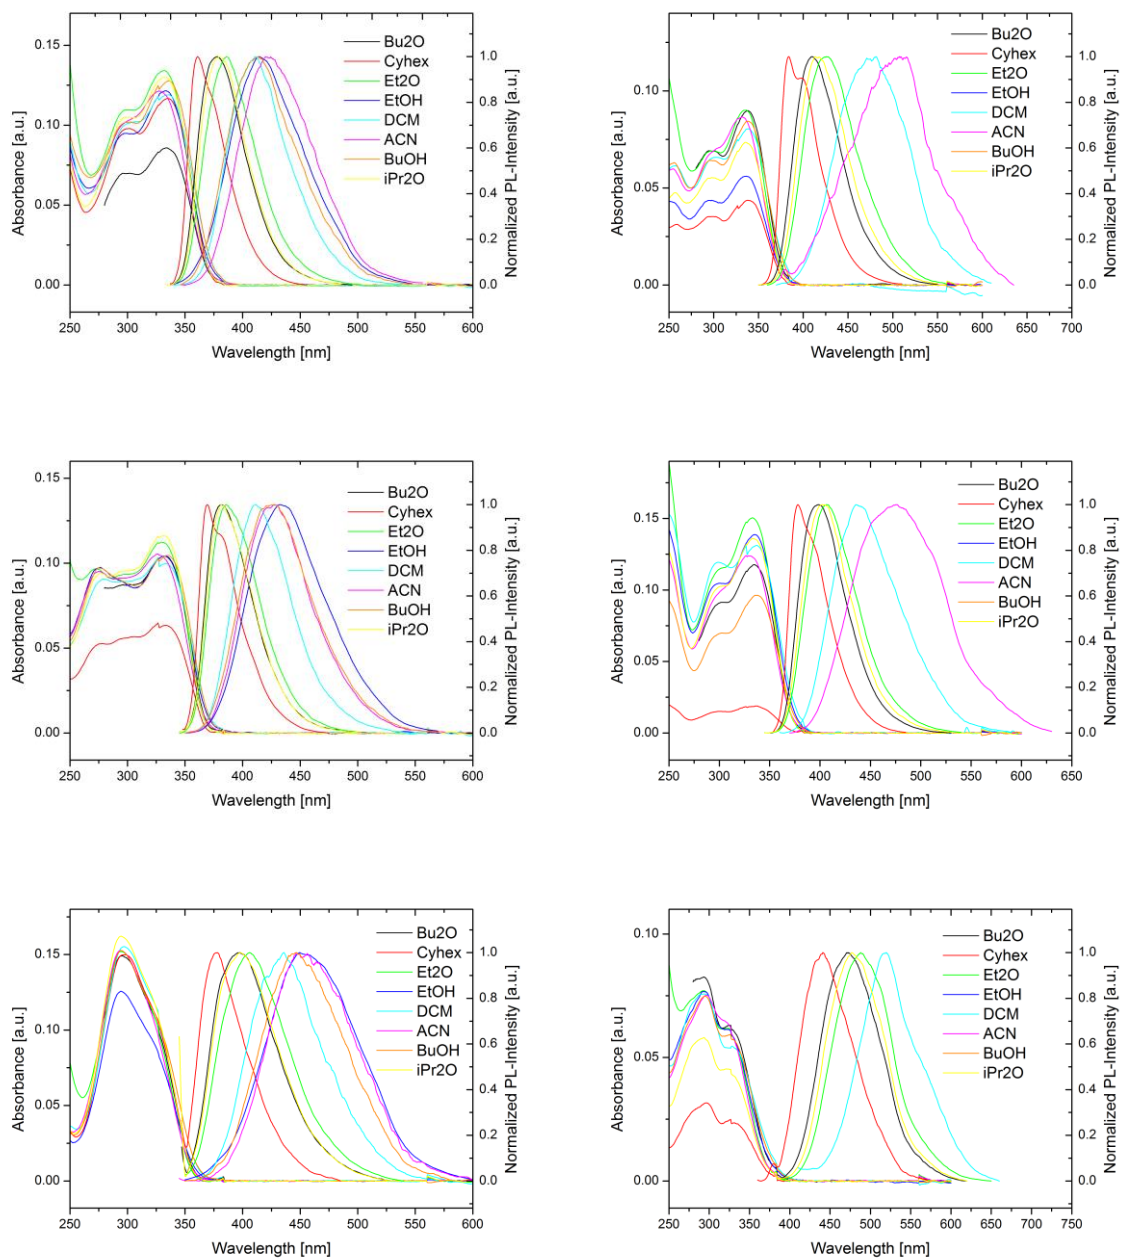 Absorbance [a.u.]
0.15
0.10
0.05
0.00
Bu2O
Cyhex
Et2O
EtOH
DCM
ACN
BuOH
iPr2O
1.0
0.8
0.6
0.4
0.2
0.0
Normalized PL-Intensity [a.u.]
250 300 350 400 450 500 550 600
Wavelength [nm]
Absorbance [a.u.]
0.10
0.05
0.00
Bu2O
Cyhex
Et2O
EtOH
DCM
ACN
BuOH
iPr2O
1.0
0.8
0.6
0.4
0.2
0.0
Normalized PL-Intensity [a.u.]
250 300 350 400 450 500 550 600 650 700
Wavelength [nm]
Absorbance [a.u.]
0.15
0.10
0.05
0.00
Bu2O
Cyhex
Et2O
EtOH
DCM
ACN
BuOH
iPr2O
1.0
0.8
0.6
0.4
0.2
0.0
Normalized PL-Intensity [a.u.]
250 300 350 400 450 500 550 600
Wavelength [nm]
Absorbance [a.u.]
0.15
0.10
0.05
0.00
Bu2O
Cyhex
Et2O
EtOH
DCM
ACN
BuOH
iPr2O
1.0
0.8
0.6
0.4
0.2
0.0
Normalized PL-Intensity [a.u.]
250 300 350 400 450 500 550 600 650
Wavelength [nm]
Absorbance [a.u.]
0.15
0.10
0.05
0.00
Bu2O
Cyhex
Et2O
EtOH
DCM
ACN
BuOH
iPr2O
1.0
0.8
0.6
0.4
0.2
0.0
Normalized PL-Intensity [a.u.]
250 300 350 400 450 500 550 600
Wavelength [nm]
Absorbance [a.u.]
0.10
0.05
0.00
Bu2O
Cyhex
Et2O
EtOH
DCM
ACN
BuOH
iPr2O
1.0
0.8
0.6
0.4
0.2
0.0
Normalized PL-Intensity [a.u.]
250 300 350 400 450 500 550 600 650 700 750
Wavelength [nm]